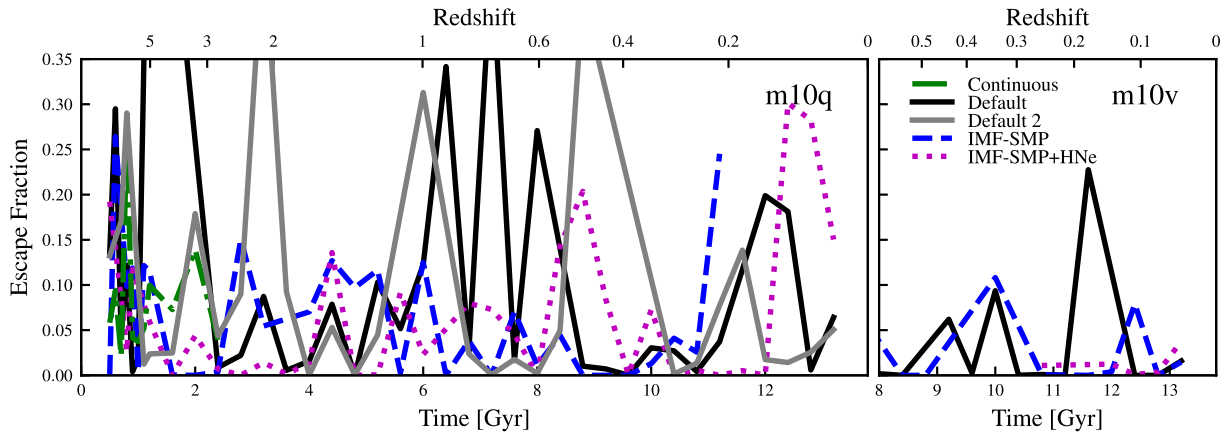 Redshift
Redshift
5 3 2 1 0.6 0.4 0.2 0
0.5 0.4 0.3 0.2 0.1 0
0.35
0.30
0.25
0.20
0.15
0.10
0.05
0.00
Escape Fraction
m10q
Continuous
Default
Default 2
IMF-SMP
IMF-SMP+HNe
m10v
0 2 4 6 8 10 12
8 9 10 11 12 13
Time [Gyr]
Time [Gyr]